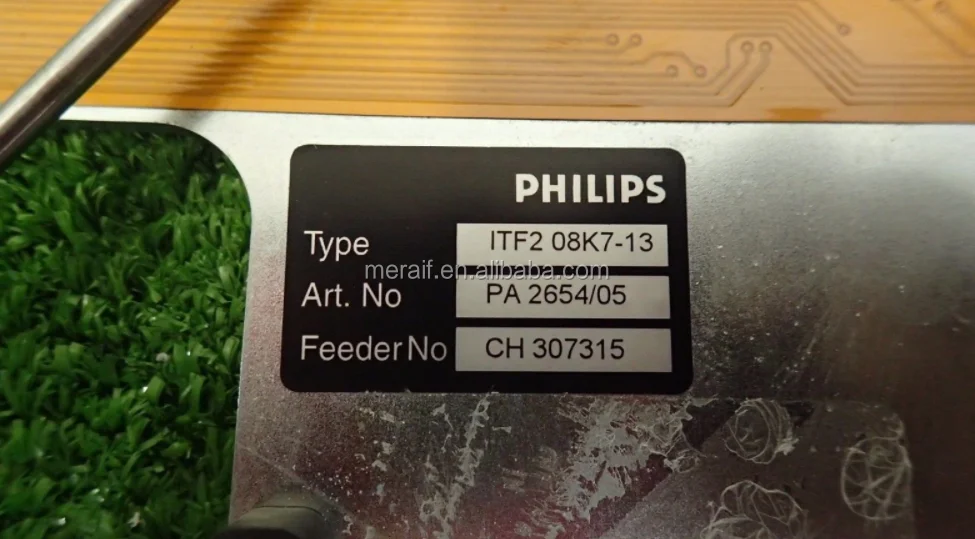 PHILIPS
Type ITF2 08K7-13
meraif.en.alibaba.com
Art. No PA 2654/05
Feeder No CH 307315